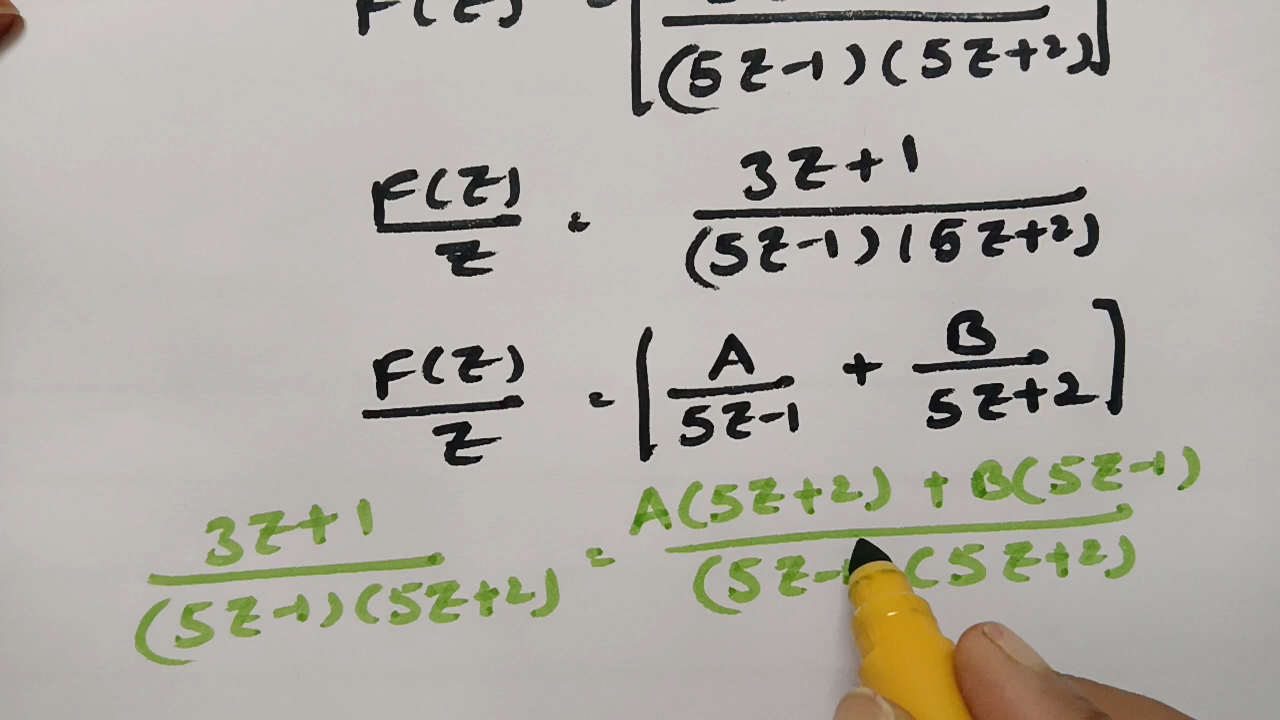 F(Z) = [ / (5Z-1)(5Z+2) ]
F(Z)/Z = 3Z+1 / (5Z-1)(5Z+2)
F(Z)/Z = [ A/5Z-1 + B/5Z+2 ]
3Z+1 / (5Z-1)(5Z+2) = A(5Z+2) + B(5Z-1) / (5Z-1)(5Z+2)